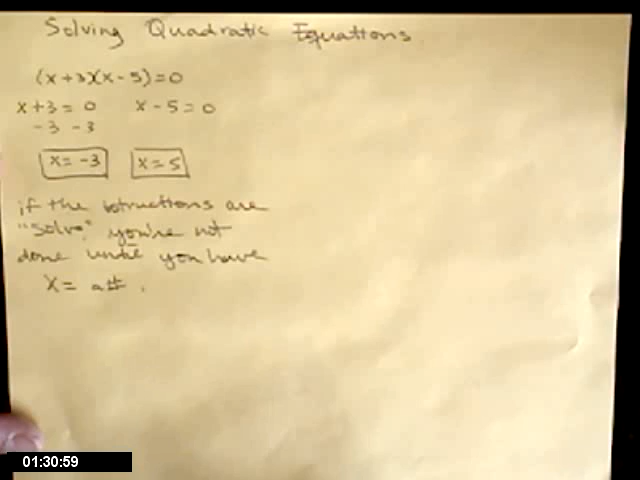 Solving Quadratic Equations
(x+3)(x-5)=0
x+3=0 x-5=0
-3 -3
x=-3 x=5
if the istructions are
"solve" you're not
done until you have
X= a #.
01:30:59